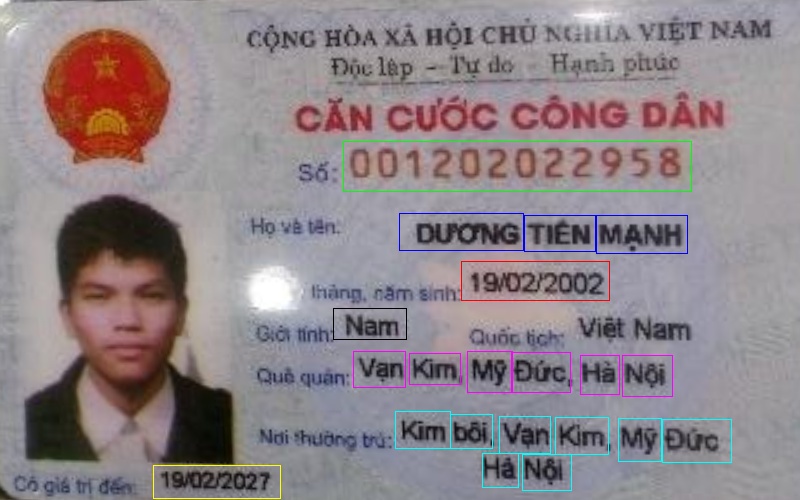 CỘNG HÒA XÃ HỘI CHỦ NGHĨA VIỆT NAM
Độc lập - Tự do - Hạnh phúc
CĂN CƯỚC CÔNG DÂN
Số: 001202022958
Họ và tên: DƯƠNG TIẾN MẠNH
tháng, năm sinh: 19/02/2002
Giới tính: Nam Quốc tịch: Việt Nam
Quê quán: Vạn Kim, Mỹ Đức, Hà Nội
Nơi thường trú: Kim bôi, Vạn Kim, Mỹ Đức
Hà Nội
Có giá trị đến: 19/02/2027